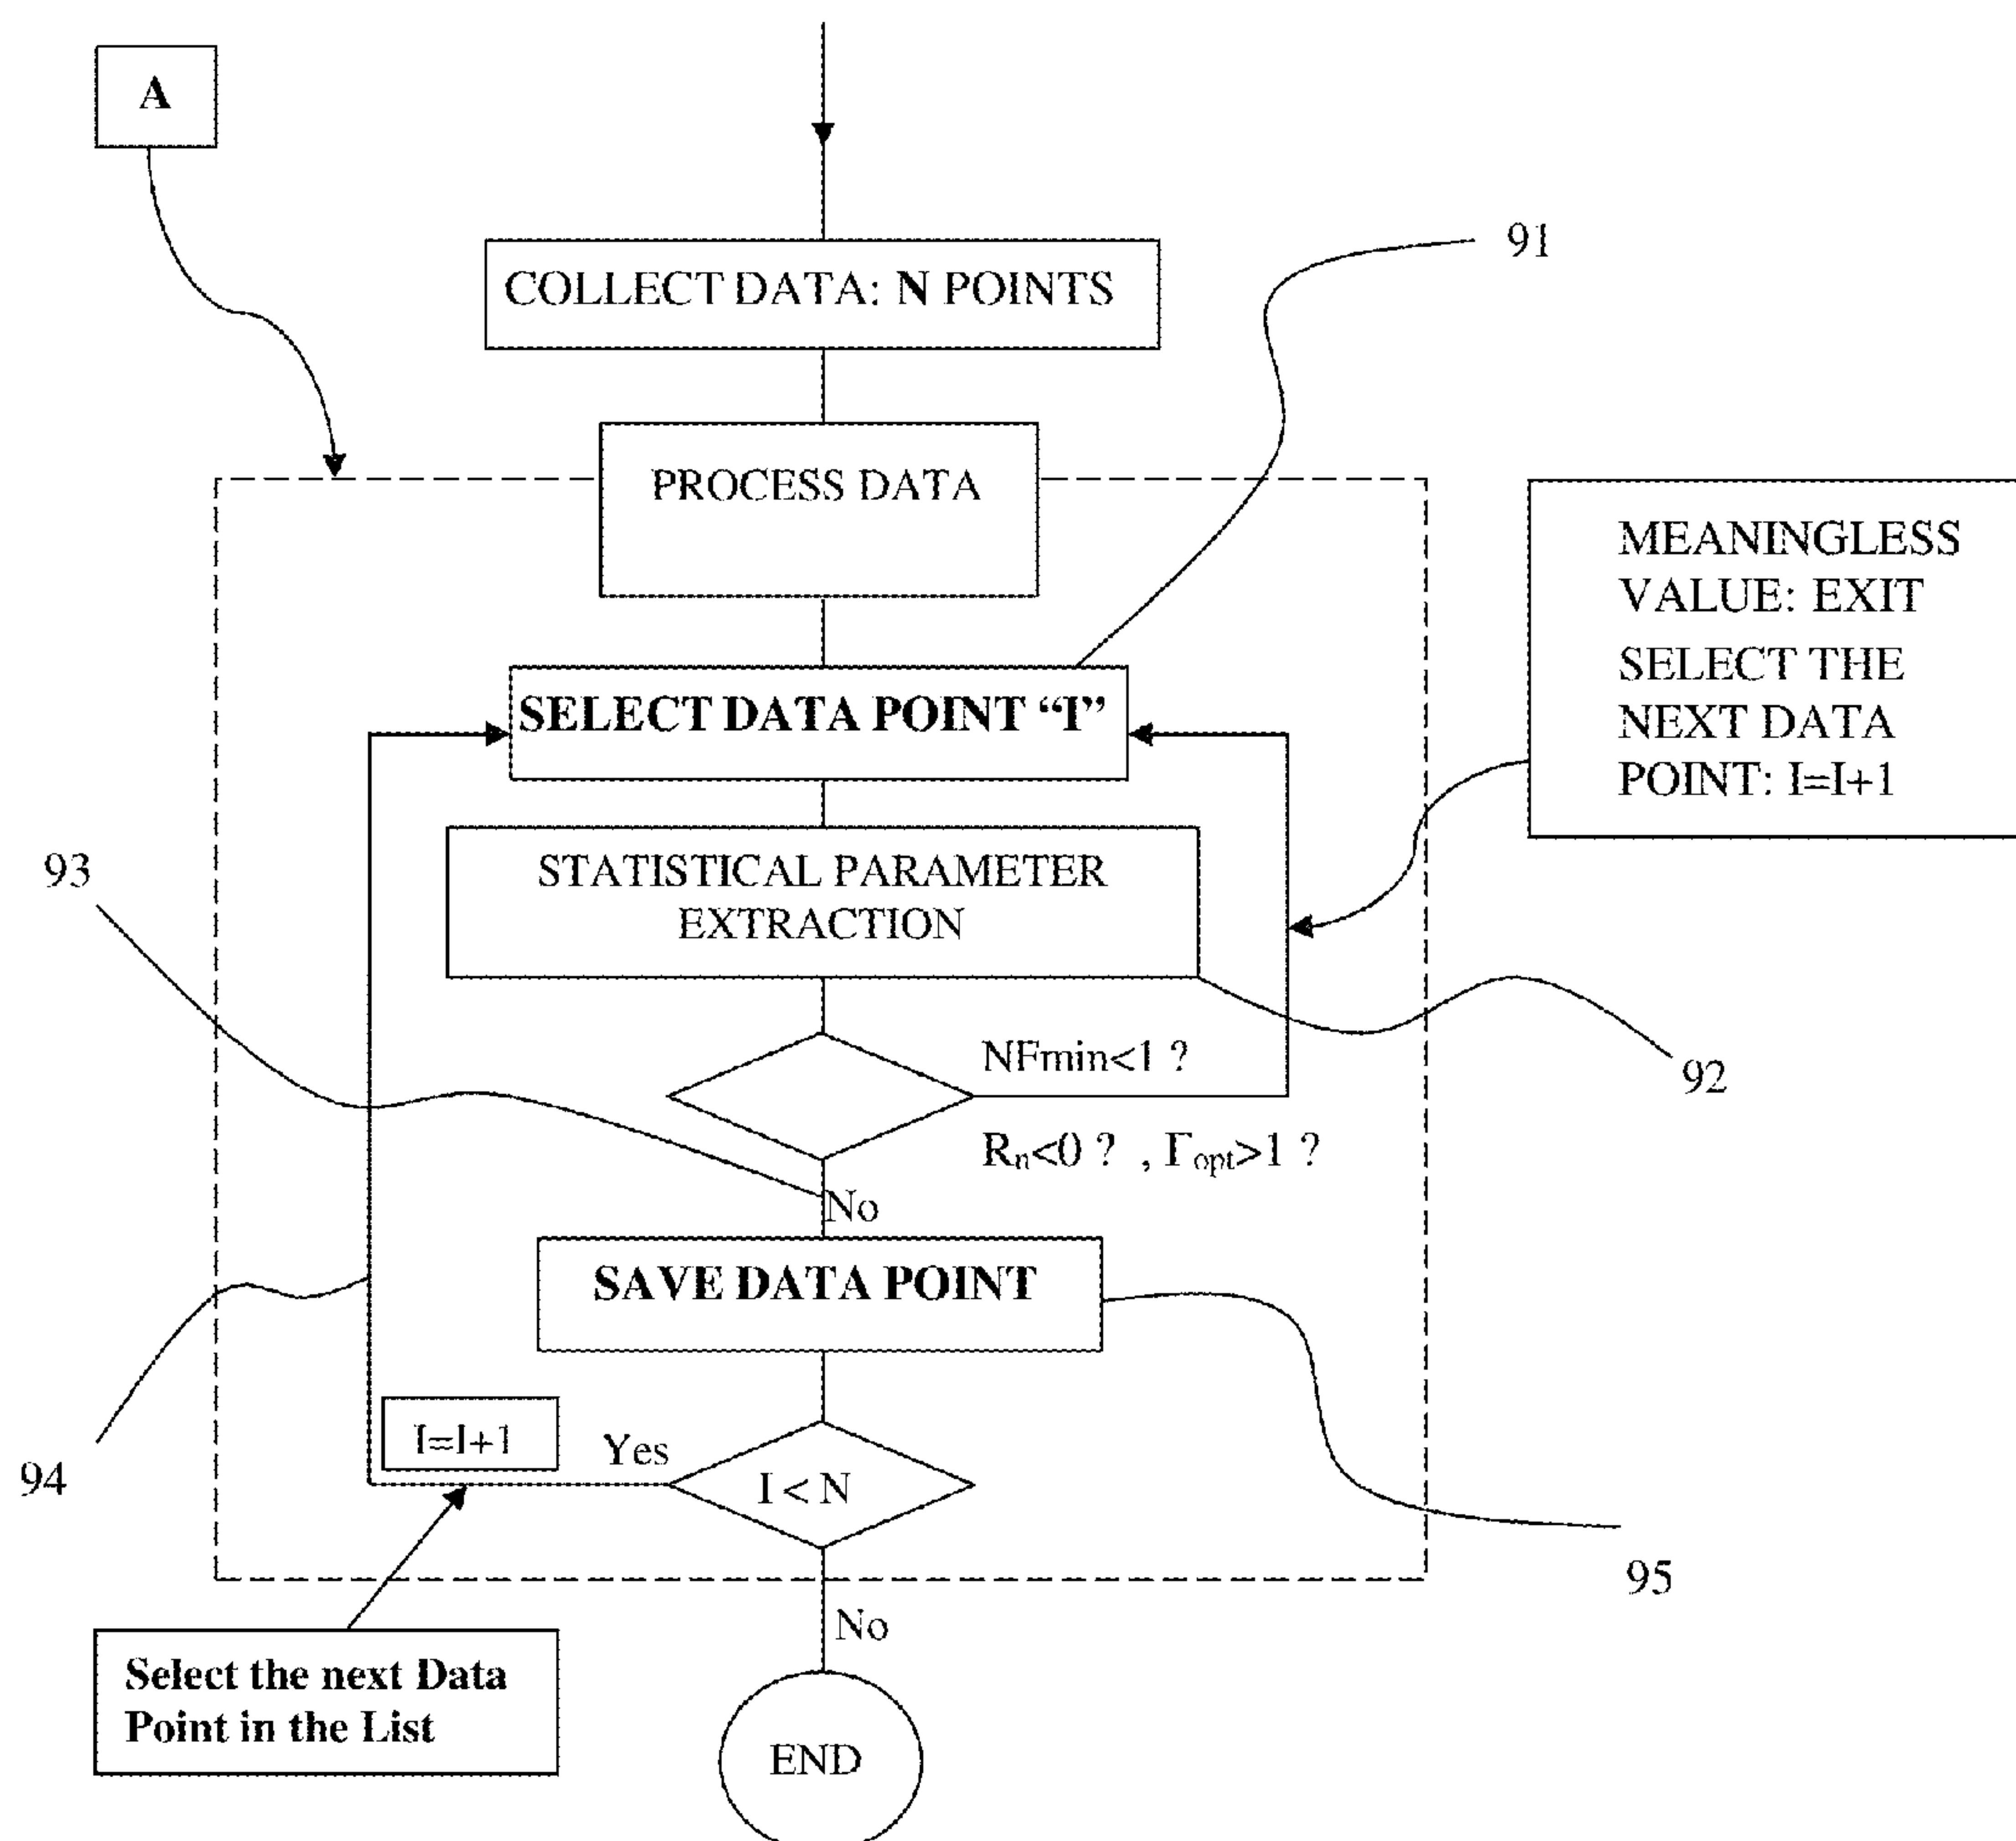 A
COLLECT DATA: N POINTS
91
PROCESS DATA
MEANINGLESS
VALUE: EXIT
SELECT THE
NEXT DATA
POINT: I=I+1
SELECT DATA POINT “I”
STATISTICAL PARAMETER
EXTRACTION
93
NFmin<1 ?
92
Rn<0 ? , Γopt>1 ?
No
SAVE DATA POINT
I=I+1
Yes
94
I < N
95
No
Select the next Data
Point in the List
END